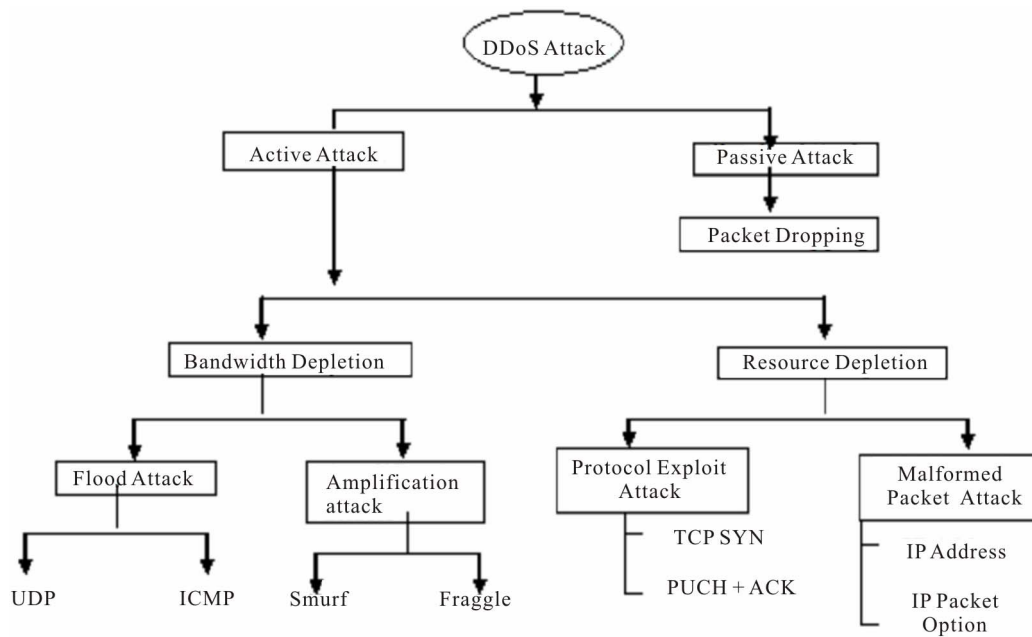 DDoS Attack
Active Attack
Passive Attack
Packet Dropping
Bandwidth Depletion
Resource Depletion
Flood Attack
Amplification
attack
Protocol Exploit
Attack
Malformed
Packet Attack
UDP
ICMP
Smurf
Fraggle
TCP SYN
PUCH + ACK
IP Address
IP Packet
Option